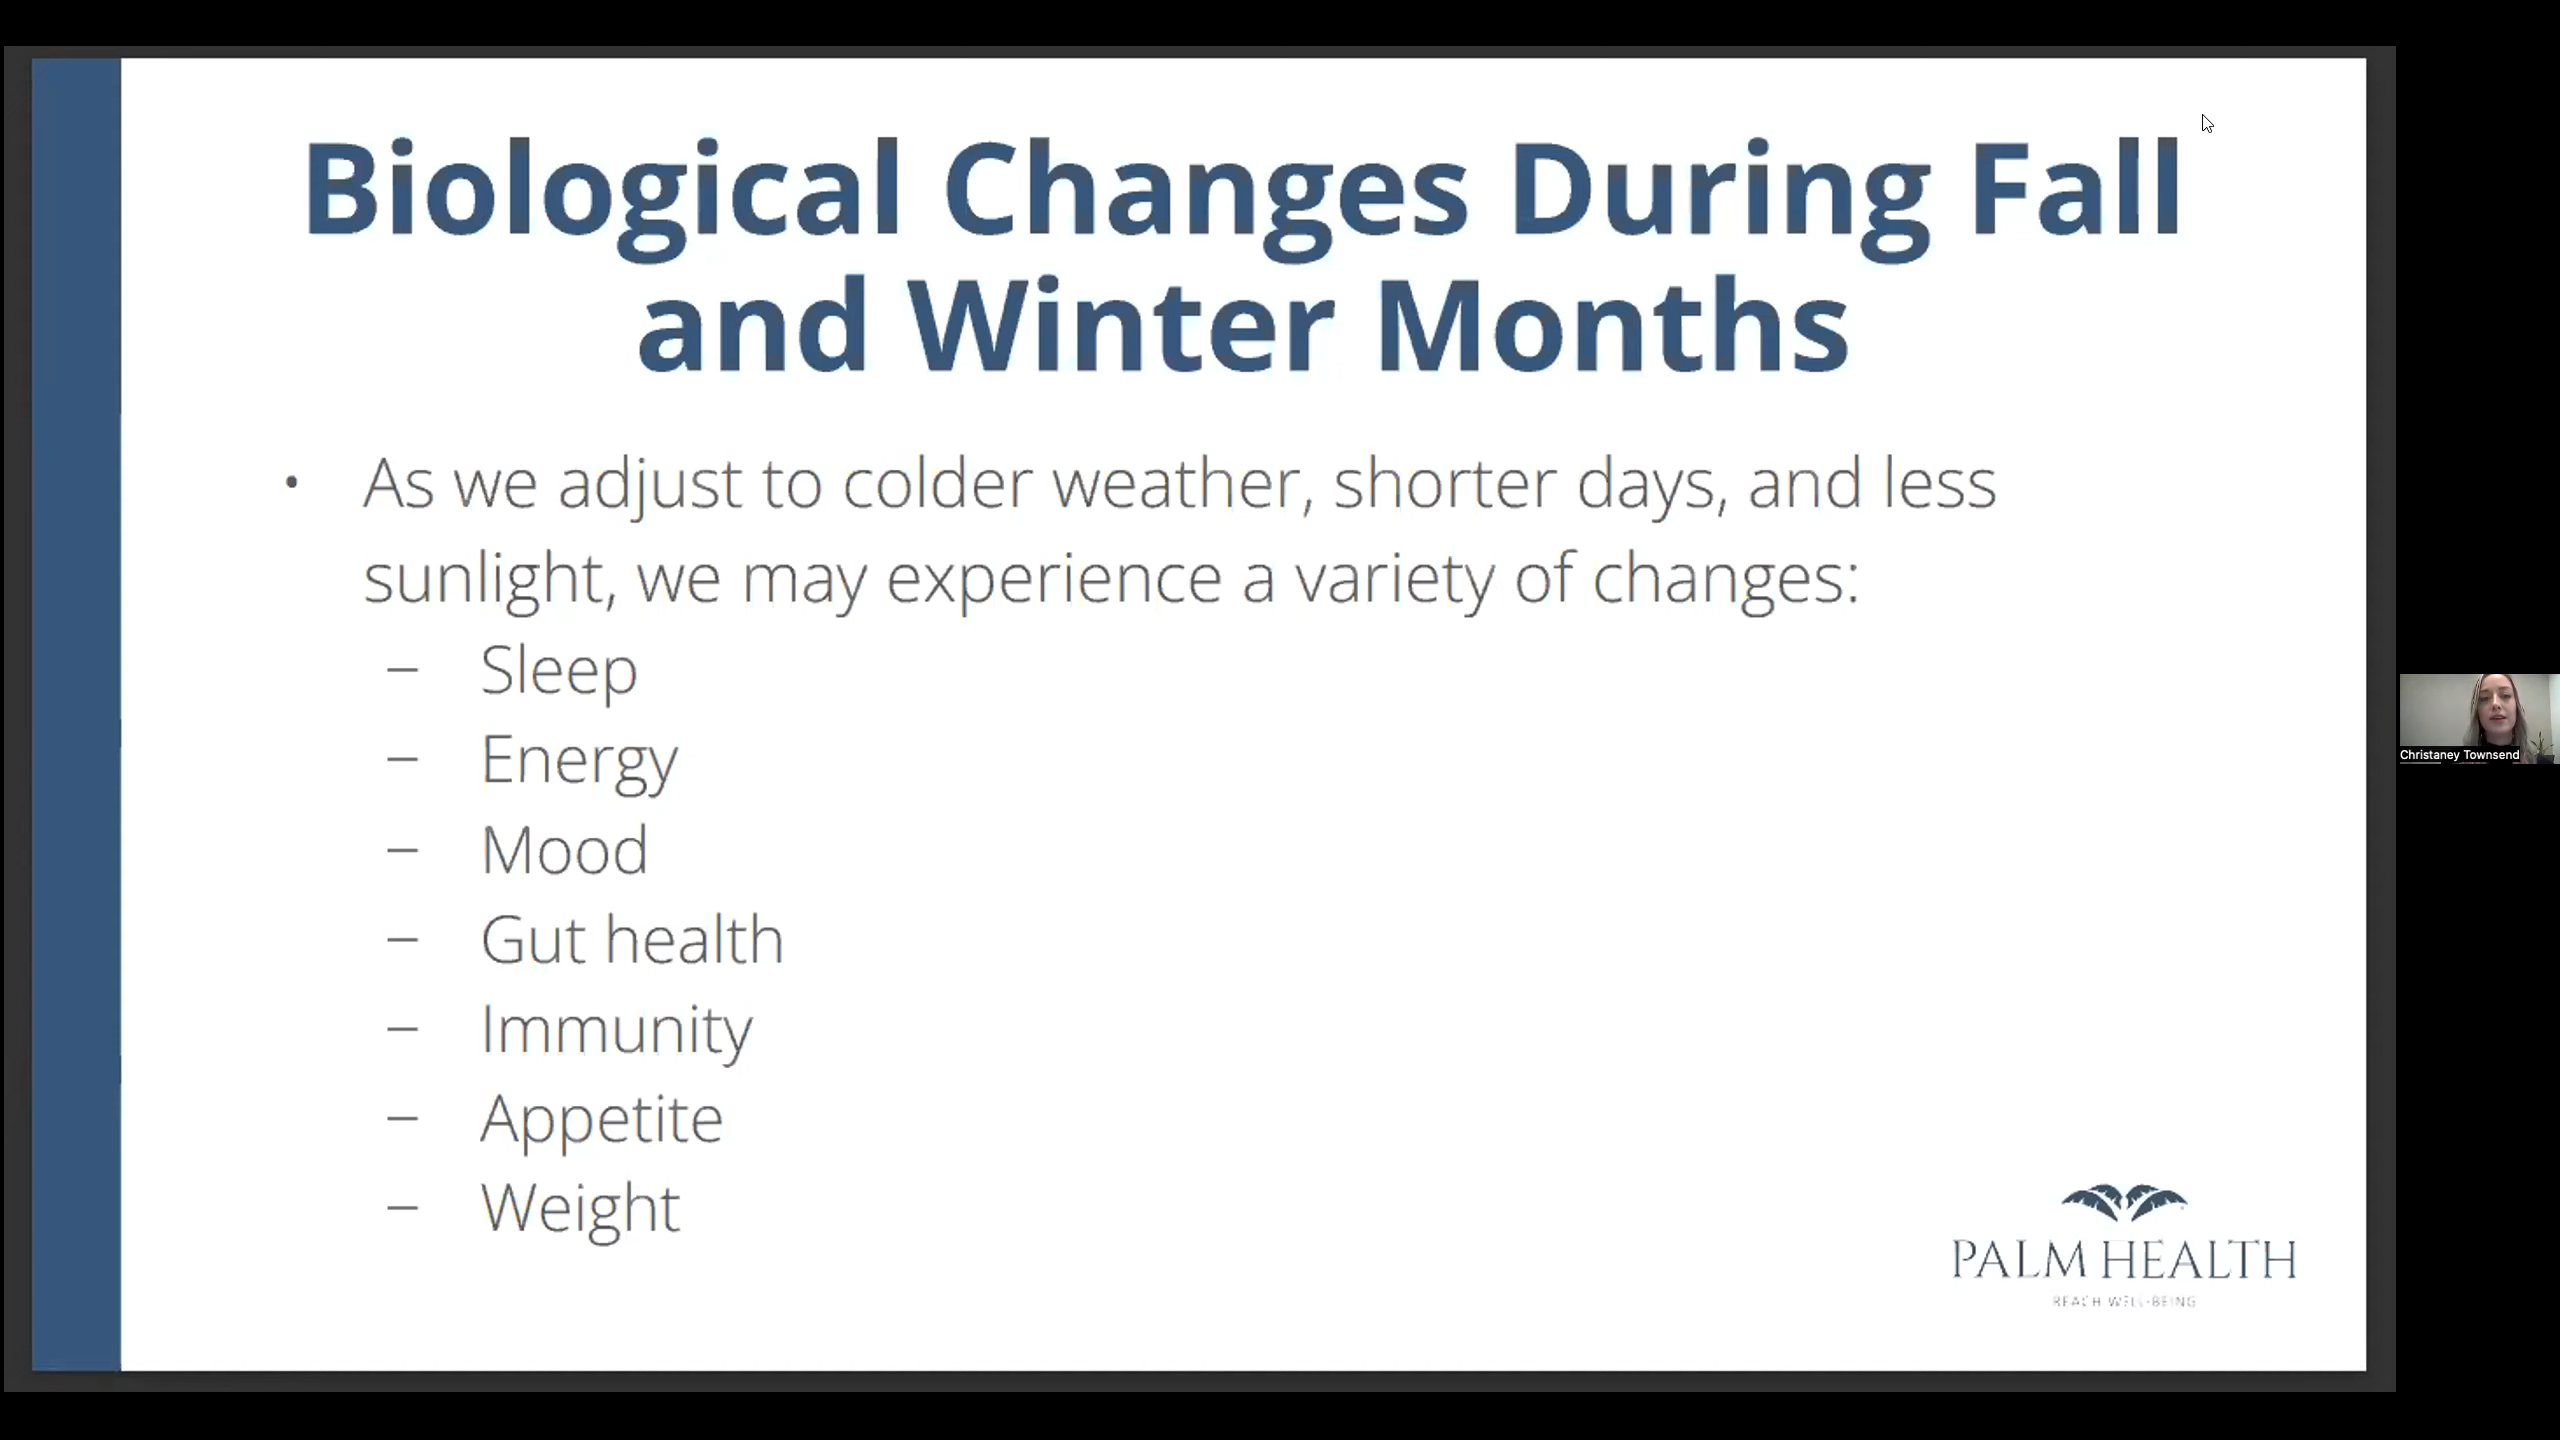 Biological Changes During Fall
and Winter Months
• As we adjust to colder weather, shorter days, and less
sunlight, we may experience a variety of changes:
– Sleep
– Energy
– Mood
– Gut health
– Immunity
– Appetite
– Weight
PALM HEALTH
REACH WELL-BEING
Christaney Townsend